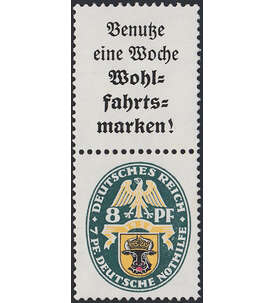 Benutze
eine Woche
Wohl-
fahrts-
marken!
DEUTSCHES REICH
8 PF
7 PF. DEUTSCHE NOTHILFE